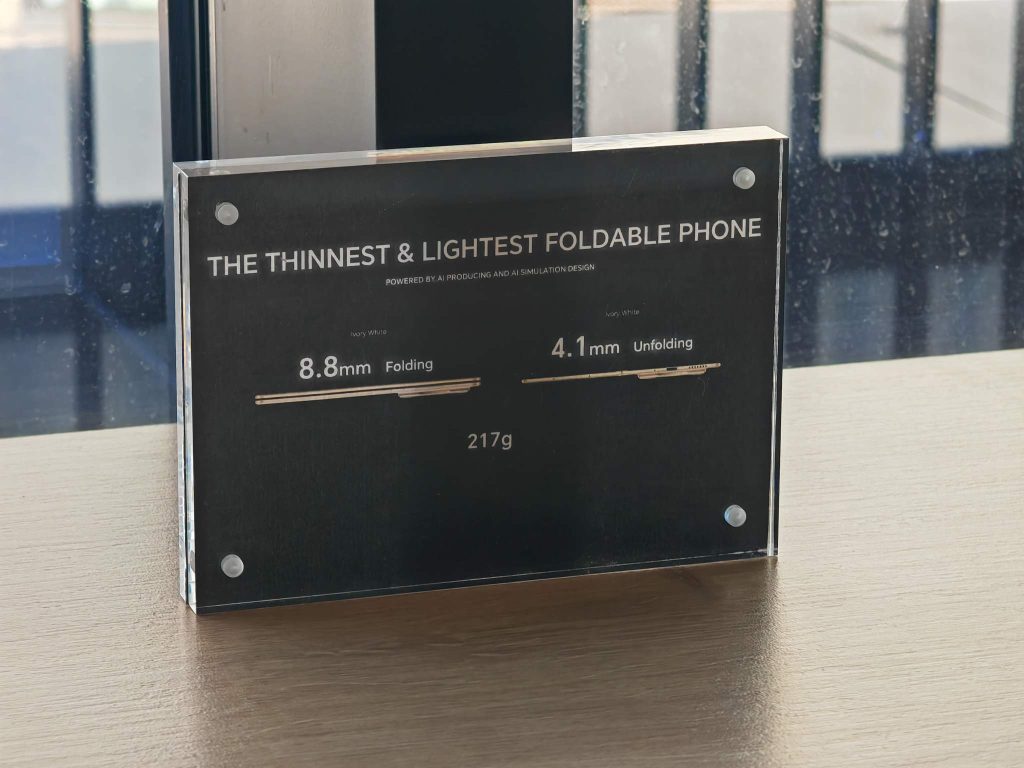 THE THINNEST & LIGHTEST FOLDABLE PHONE
POWERED BY AI PRODUCING AND AI SIMULATION DESIGN
Ivory White
8.8mm Folding
Ivory White
4.1mm Unfolding
217g